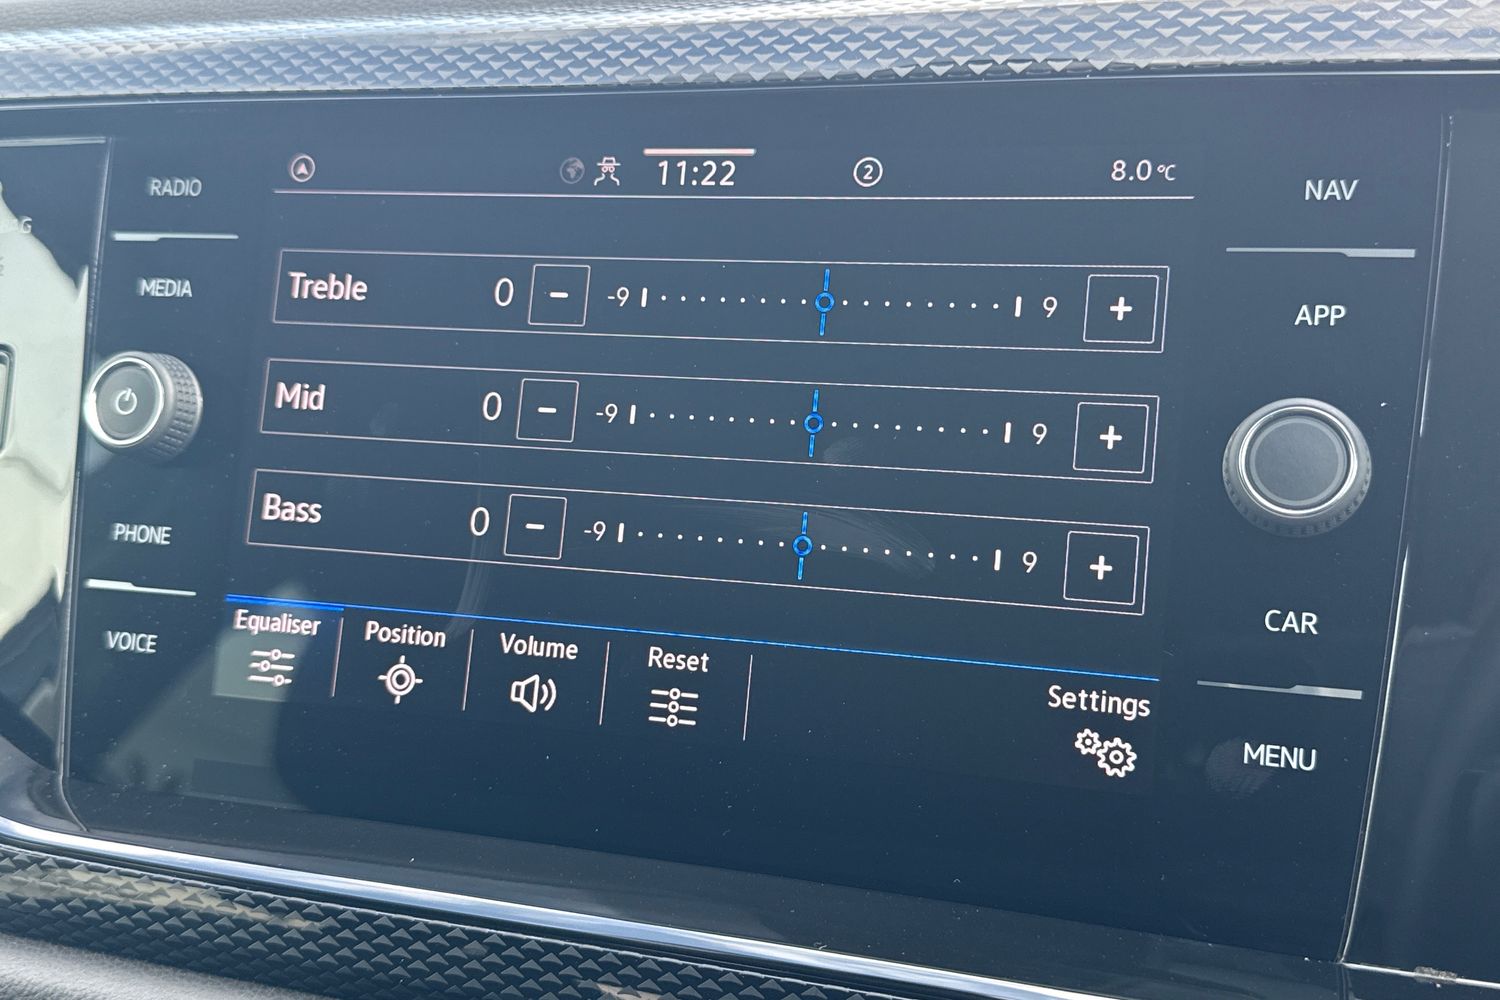 RADIO
MEDIA
PHONE
VOICE
11:22
2
8.0°C
Treble 0 - -9 9 +
Mid 0 - -9 9 +
Bass 0 - -9 9 +
Equaliser
Position
Volume
Reset
Settings
NAV
APP
CAR
MENU